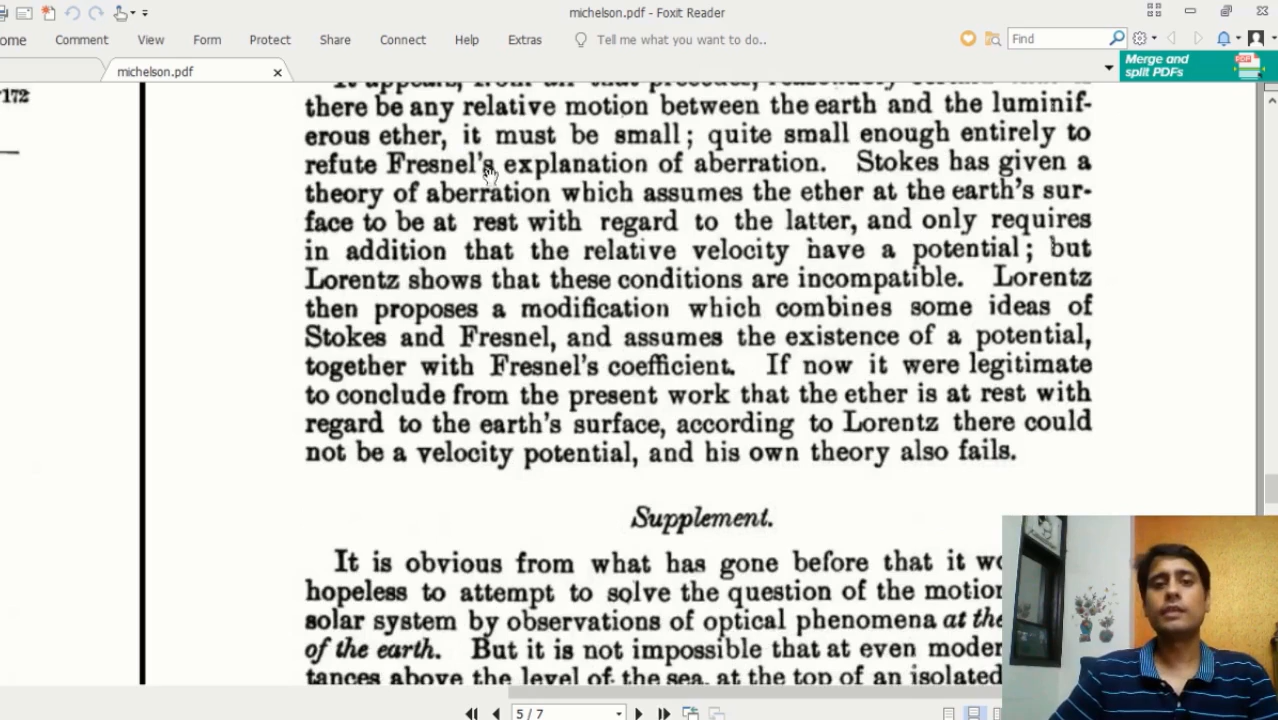 michelson.pdf - Foxit Reader
ome Comment View Form Protect Share Connect Help Extras Tell me what you want to do.. Find
michelson.pdf
Merge and
split PDFs
172
there be any relative motion between the earth and the luminif-
erous ether, it must be small; quite small enough entirely to
refute Fresnel's explanation of aberration. Stokes has given a
theory of aberration which assumes the ether at the earth's sur-
face to be at rest with regard to the latter, and only requires
in addition that the relative velocity have a potential; but
Lorentz shows that these conditions are incompatible. Lorentz
then proposes a modification which combines some ideas of
Stokes and Fresnel, and assumes the existence of a potential,
together with Fresnel's coefficient. If now it were legitimate
to conclude from the present work that the ether is at rest with
regard to the earth's surface, according to Lorentz there could
not be a velocity potential, and his own theory also fails.
Supplement.
It is obvious from what has gone before that it wo
hopeless to attempt to solve the question of the motion
solar system by observations of optical phenomena at the
of the earth. But it is not impossible that at even moder
tances above the level of the sea, at the top of an isolated
5 / 7